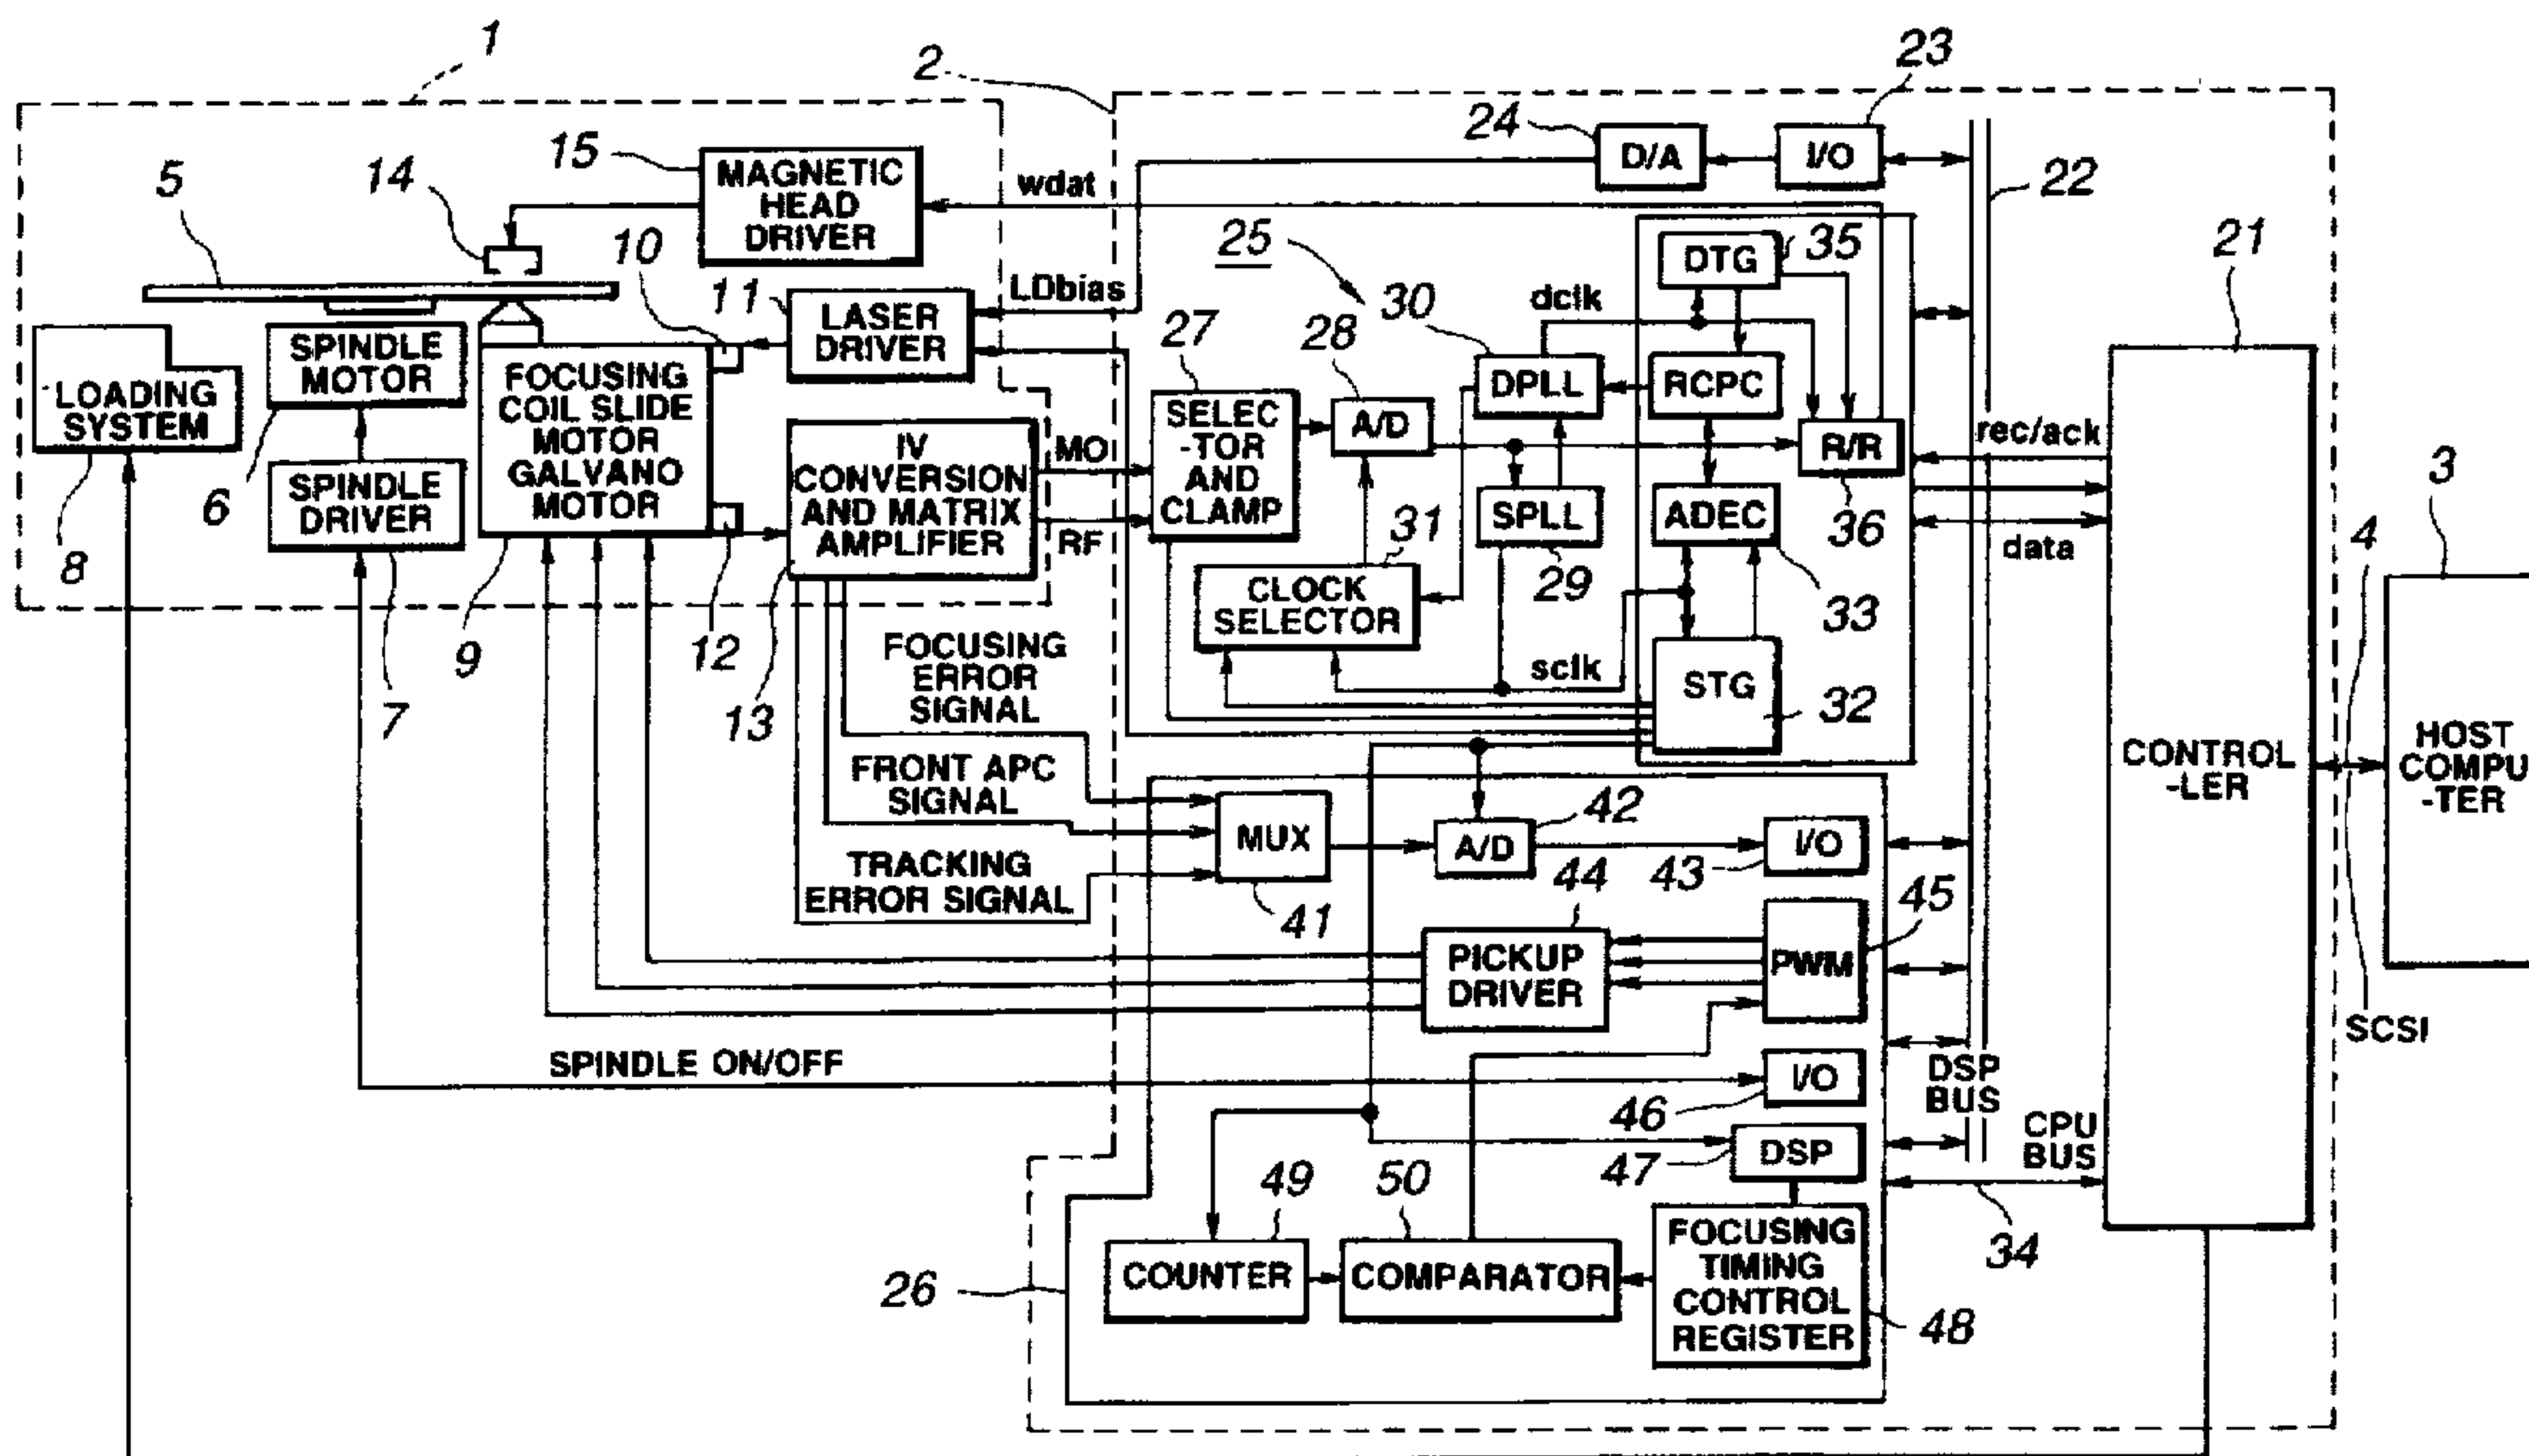 1
2
23
24
D/A
I/O
15
MAGNETIC
HEAD
DRIVER
wdat
14
5
22
25
35
DTG
21
10
11
LDbias
LASER
DRIVER
27
28
30
dclk
SPINDLE
MOTOR
LOADING
SYSTEM
FOCUSING
COIL SLIDE
MOTOR
GALVANO
MOTOR
SELEC
-TOR
AND
CLAMP
A/D
DPLL
RCPC
R/R
rec/ack
IV
CONVERSION
AND MATRIX
AMPLIFIER
MO
RF
6
SPINDLE
DRIVER
SPLL
ADEC
36
data
4
3
8
31
29
33
CLOCK
SELECTOR
9
12
7
13
FOCUSING
ERROR
SIGNAL
sclk
STG
32
CONTROL
-LER
HOST
COMPU
-TER
FRONT APC
SIGNAL
MUX
42
A/D
I/O
43
TRACKING
ERROR SIGNAL
41
44
45
PICKUP
DRIVER
PWM
SCSI
SPINDLE ON/OFF
I/O
46
DSP
BUS
CPU
BUS
47
DSP
49
50
34
26
COUNTER
COMPARATOR
FOCUSING
TIMING
CONTROL
REGISTER
48